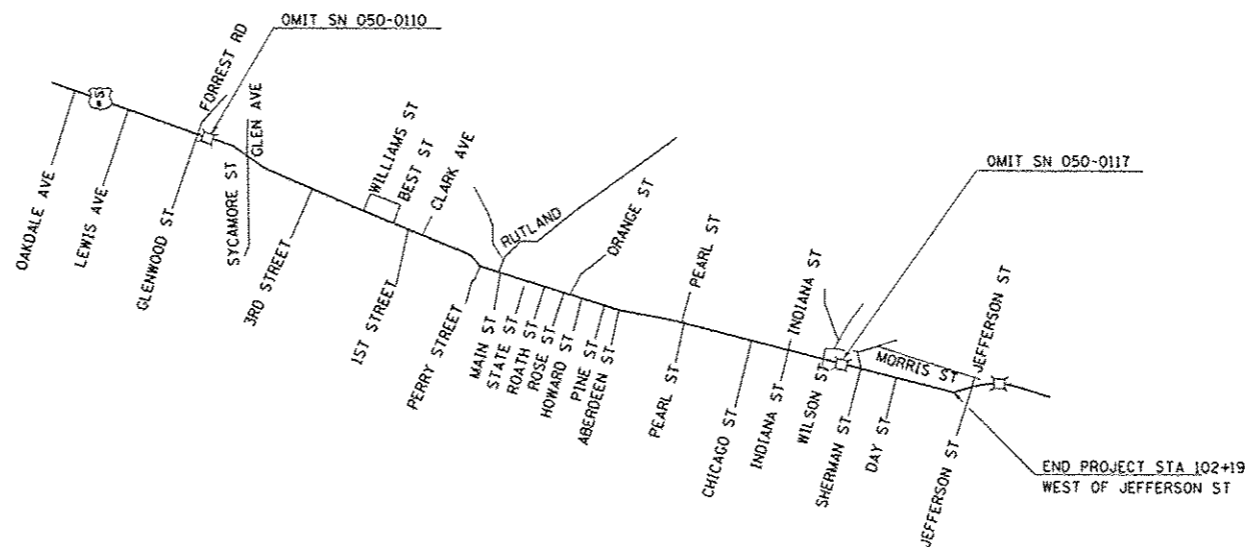 OMIT SN 050-0110
FORREST RD
GLEN AVE
OAKDALE AVE
LEWIS AVE
GLENWOOD ST
SYCAMORE ST
3RD STREET
WILLIAMS ST
BEST ST
CLARK AVE
1ST STREET
PERRY STREET
RUTLAND
MAIN ST
STATE ST
ROATH ST
ROSE ST
HOWARD ST
ORANGE ST
PINE ST
ABERDEEN ST
PEARL ST
PEARL ST
CHICAGO ST
INDIANA ST
INDIANA ST
OMIT SN 050-0117
WILSON ST
SHERMAN ST
MORRIS ST
DAY ST
JEFFERSON ST
JEFFERSON ST
END PROJECT STA 102+19
WEST OF JEFFERSON ST